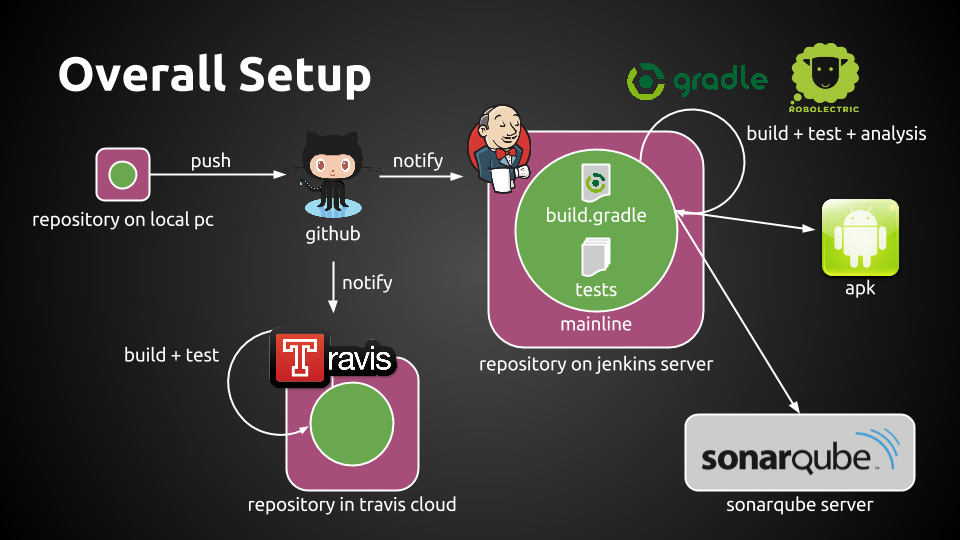 Overall Setup
gradle
ROBOLECTRIC
build + test + analysis
push
notify
repository on local pc
github
build.gradle
tests
mainline
repository on jenkins server
apk
notify
build + test
Travis
repository in travis cloud
sonarqube
sonarqube server